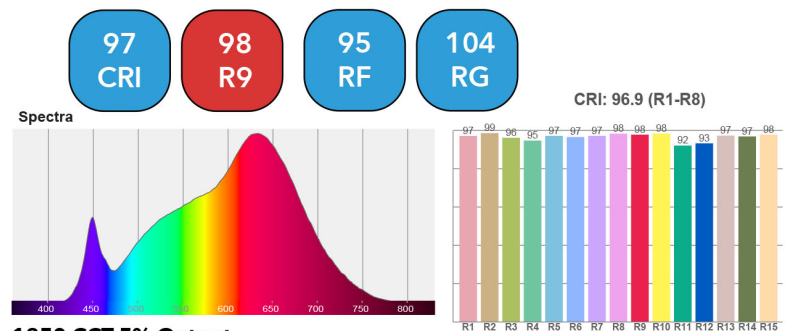 97 98 95 104
CRI R9 RF RG
CRI: 96.9 (R1-R8)
Spectra
97 99 96 95 97 97 97 98 98 98 92 93 97 97 98
400 450 500 550 600 650 700 750 800
R1 R2 R3 R4 R5 R6 R7 R8 R9 R10 R11 R12 R13 R14 R15